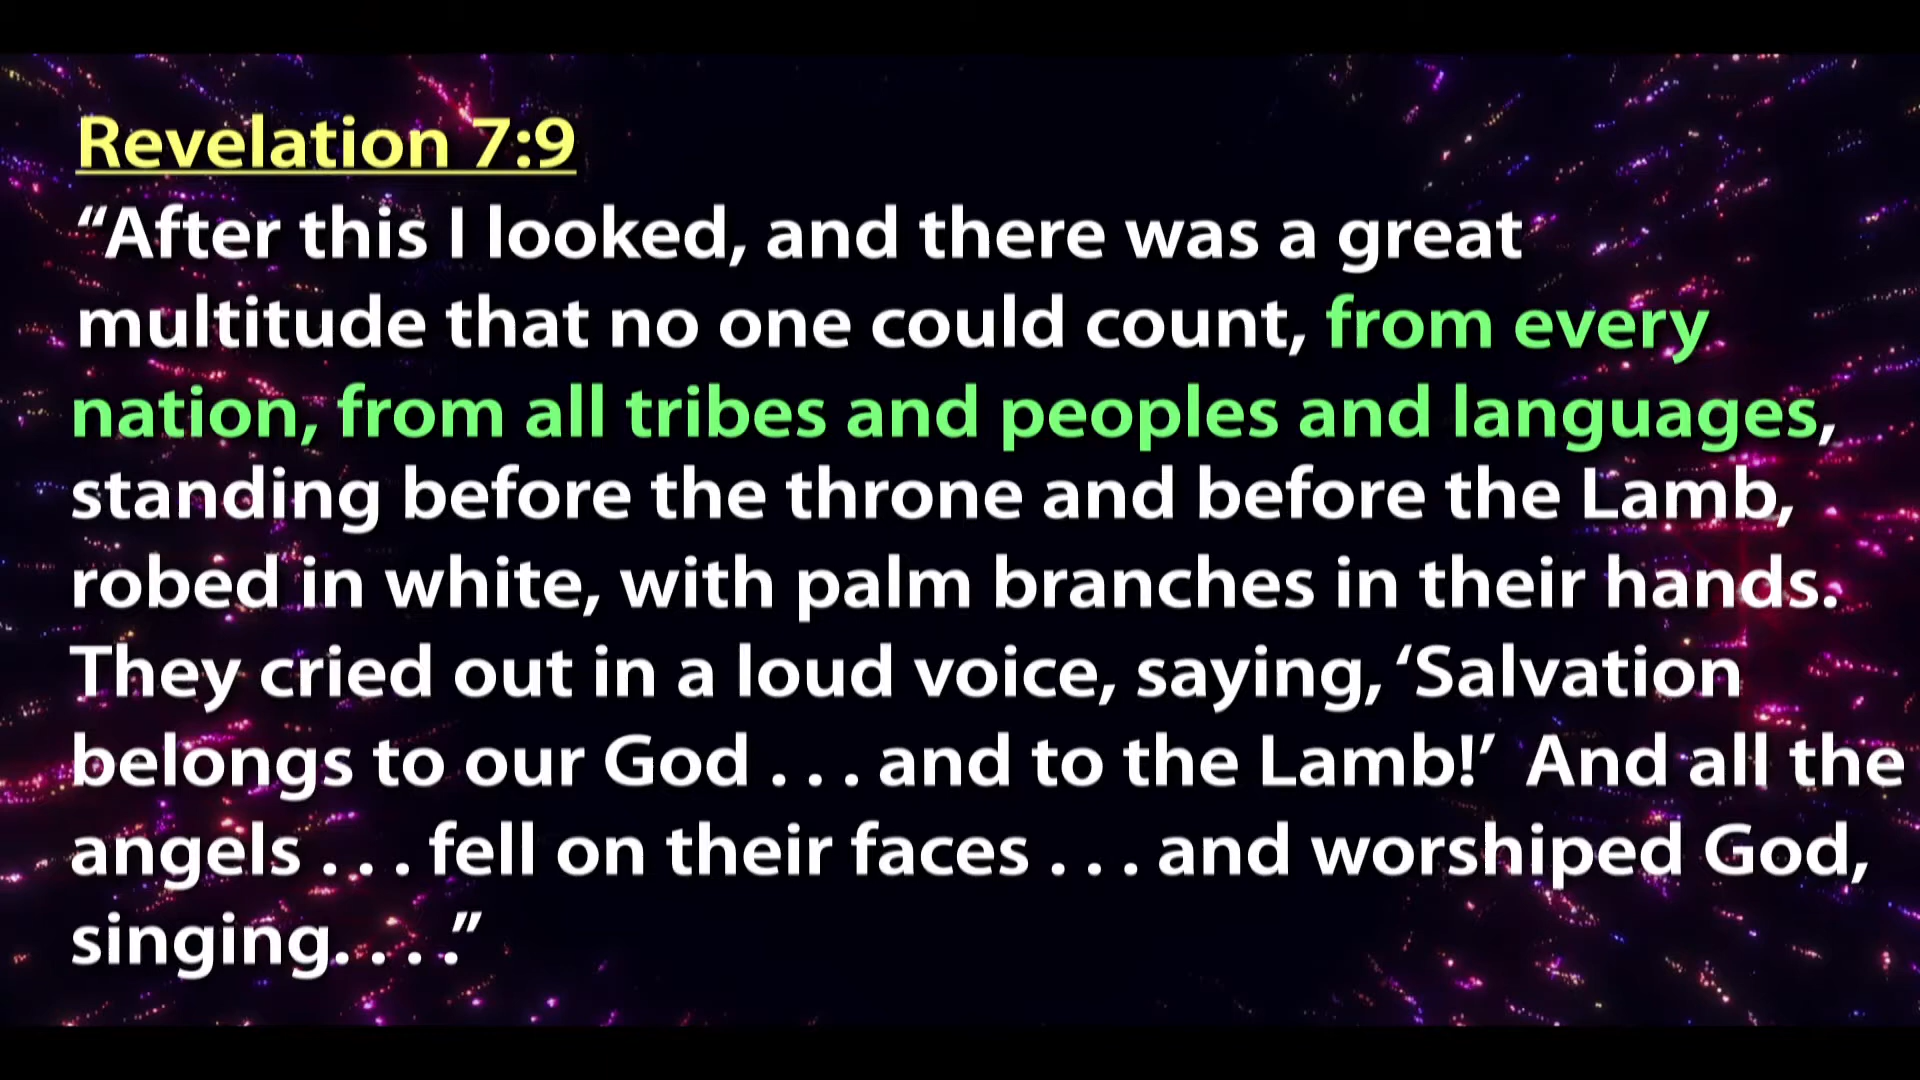 Revelation 7:9
“After this I looked, and there was a great
multitude that no one could count, from every
nation, from all tribes and peoples and languages,
standing before the throne and before the Lamb,
robed in white, with palm branches in their hands.
They cried out in a loud voice, saying, ‘Salvation
belongs to our God . . . and to the Lamb!’  And all the
angels . . . fell on their faces . . . and worshiped God,
singing. . . .”